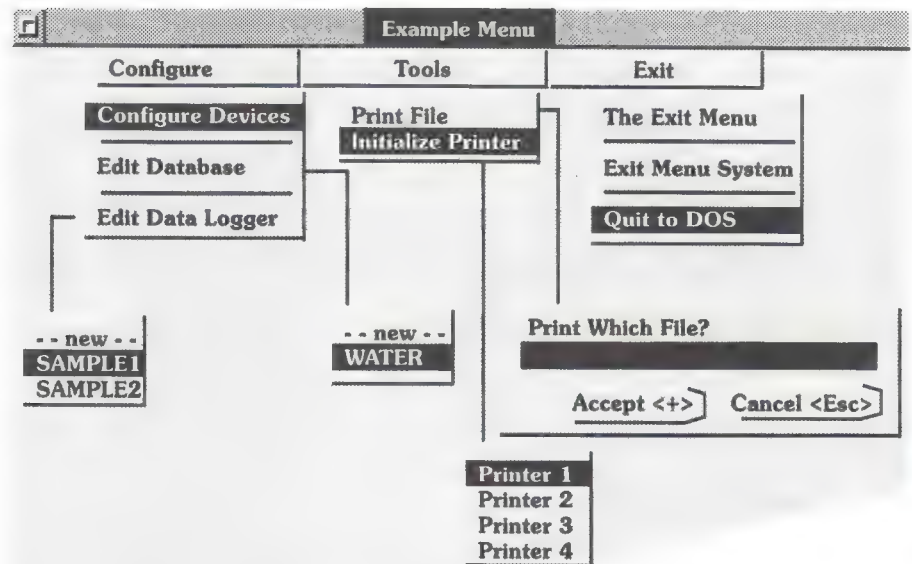 Example Menu
Configure
Tools
Exit
Configure Devices
Edit Database
Edit Data Logger
Print File
Initialize Printer
The Exit Menu
Exit Menu System
Quit to DOS
- - new - -
SAMPLE1
SAMPLE2
- - new - -
WATER
Print Which File?
Accept <+>
Cancel <Esc>
Printer 1
Printer 2
Printer 3
Printer 4